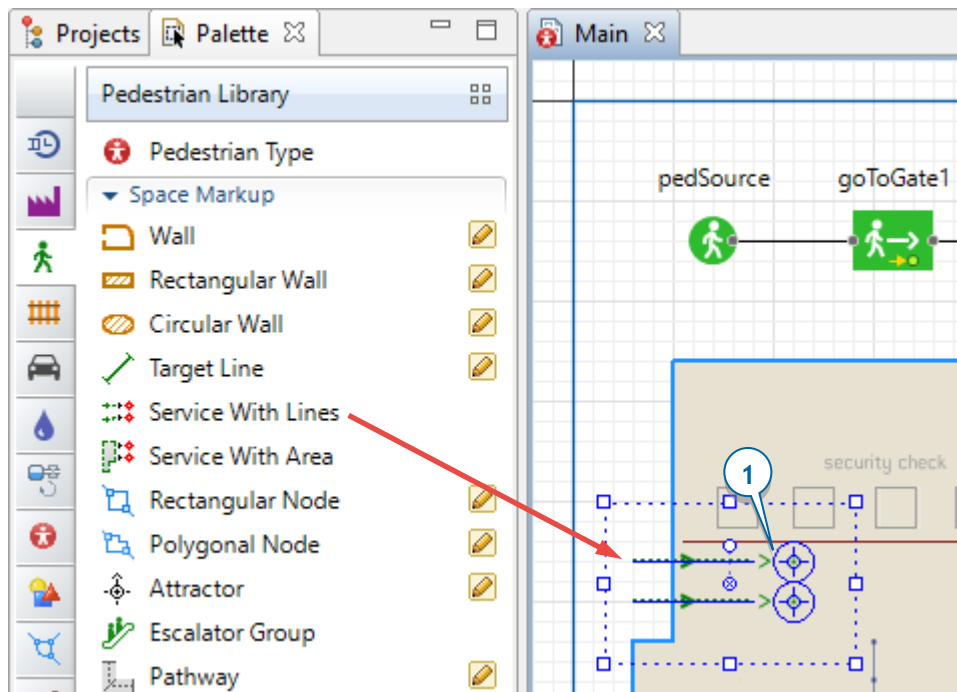 Projects
Palette
Main
Pedestrian Library
Pedestrian Type
Space Markup
Wall
Rectangular Wall
Circular Wall
Target Line
Service With Lines
Service With Area
Rectangular Node
Polygonal Node
Attractor
Escalator Group
Pathway
pedSource
goToGate1
security check
1